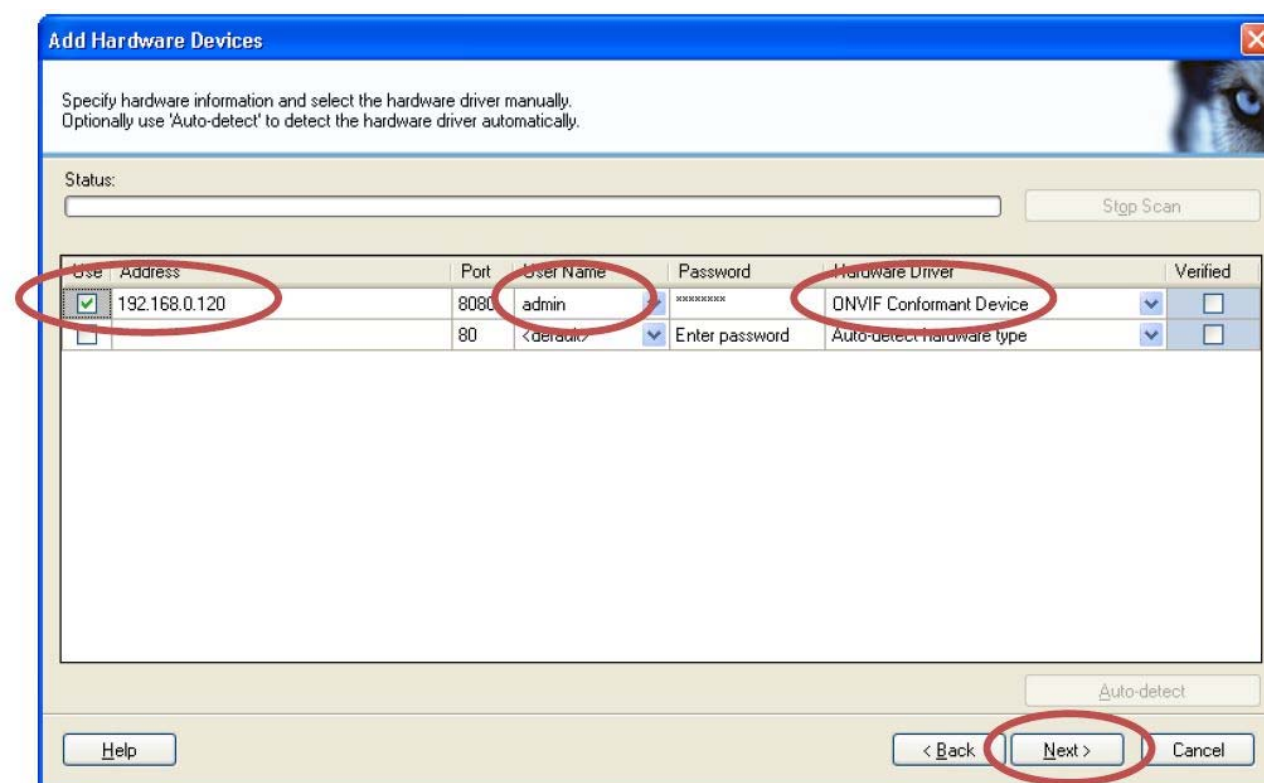 Add Hardware Devices
Specify hardware information and select the hardware driver manually.
Optionally use 'Auto-detect' to detect the hardware driver automatically.
Status:
Stop Scan
Use Address Port User Name Password Hardware Driver Verified
192.168.0.120 8080 admin ******** ONVIF Conformant Device
80 <default> Enter password Auto-detect hardware type
Auto-detect
Help < Back Next > Cancel